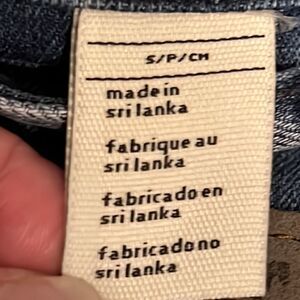 S/P/CH
made in
sri lanka
fabrique au
sri lanka
fabricado en
sri lanka
fabricado no
sri lanka